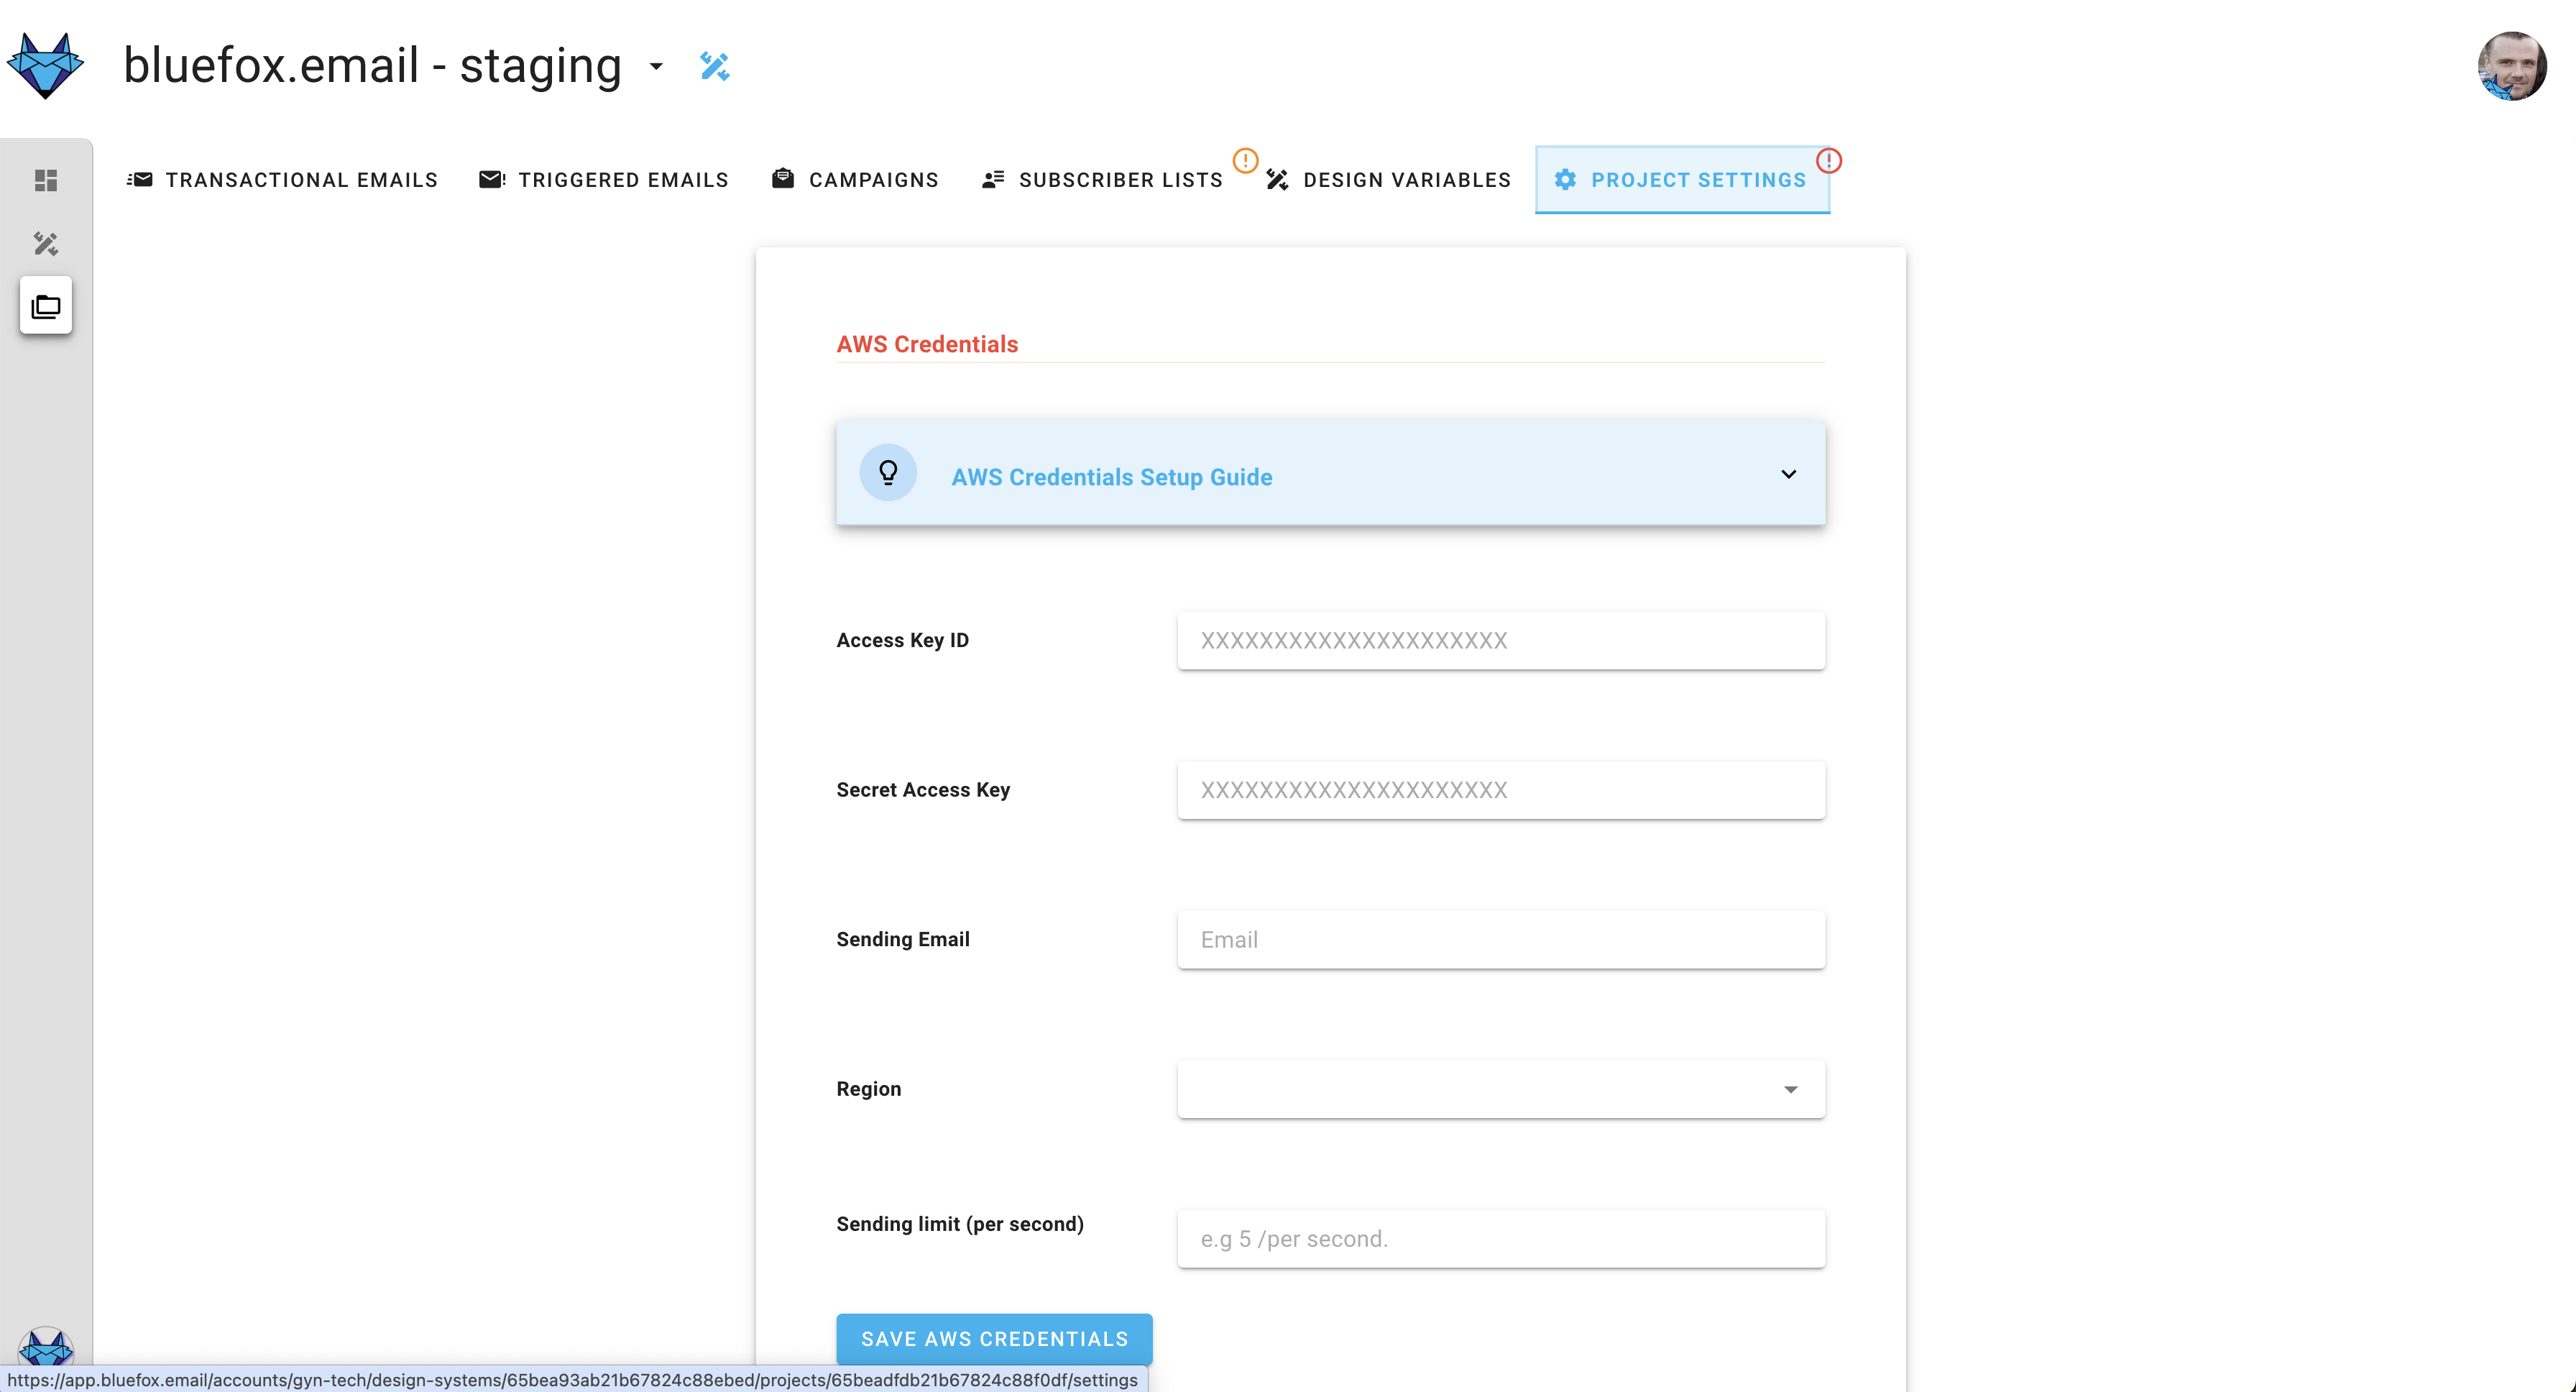 bluefox.email - staging
TRANSACTIONAL EMAILS
TRIGGERED EMAILS
CAMPAIGNS
SUBSCRIBER LISTS
DESIGN VARIABLES
PROJECT SETTINGS
AWS Credentials
AWS Credentials Setup Guide
Access Key ID
XXXXXXXXXXXXXXXXXXXXX
Secret Access Key
XXXXXXXXXXXXXXXXXXXXX
Sending Email
Email
Region
Sending limit (per second)
e.g 5 /per second.
SAVE AWS CREDENTIALS
https://app.bluefox.email/accounts/gyn-tech/design-systems/65bea93ab21b67824c88ebed/projects/65beadfdb21b67824c88f0df/settings